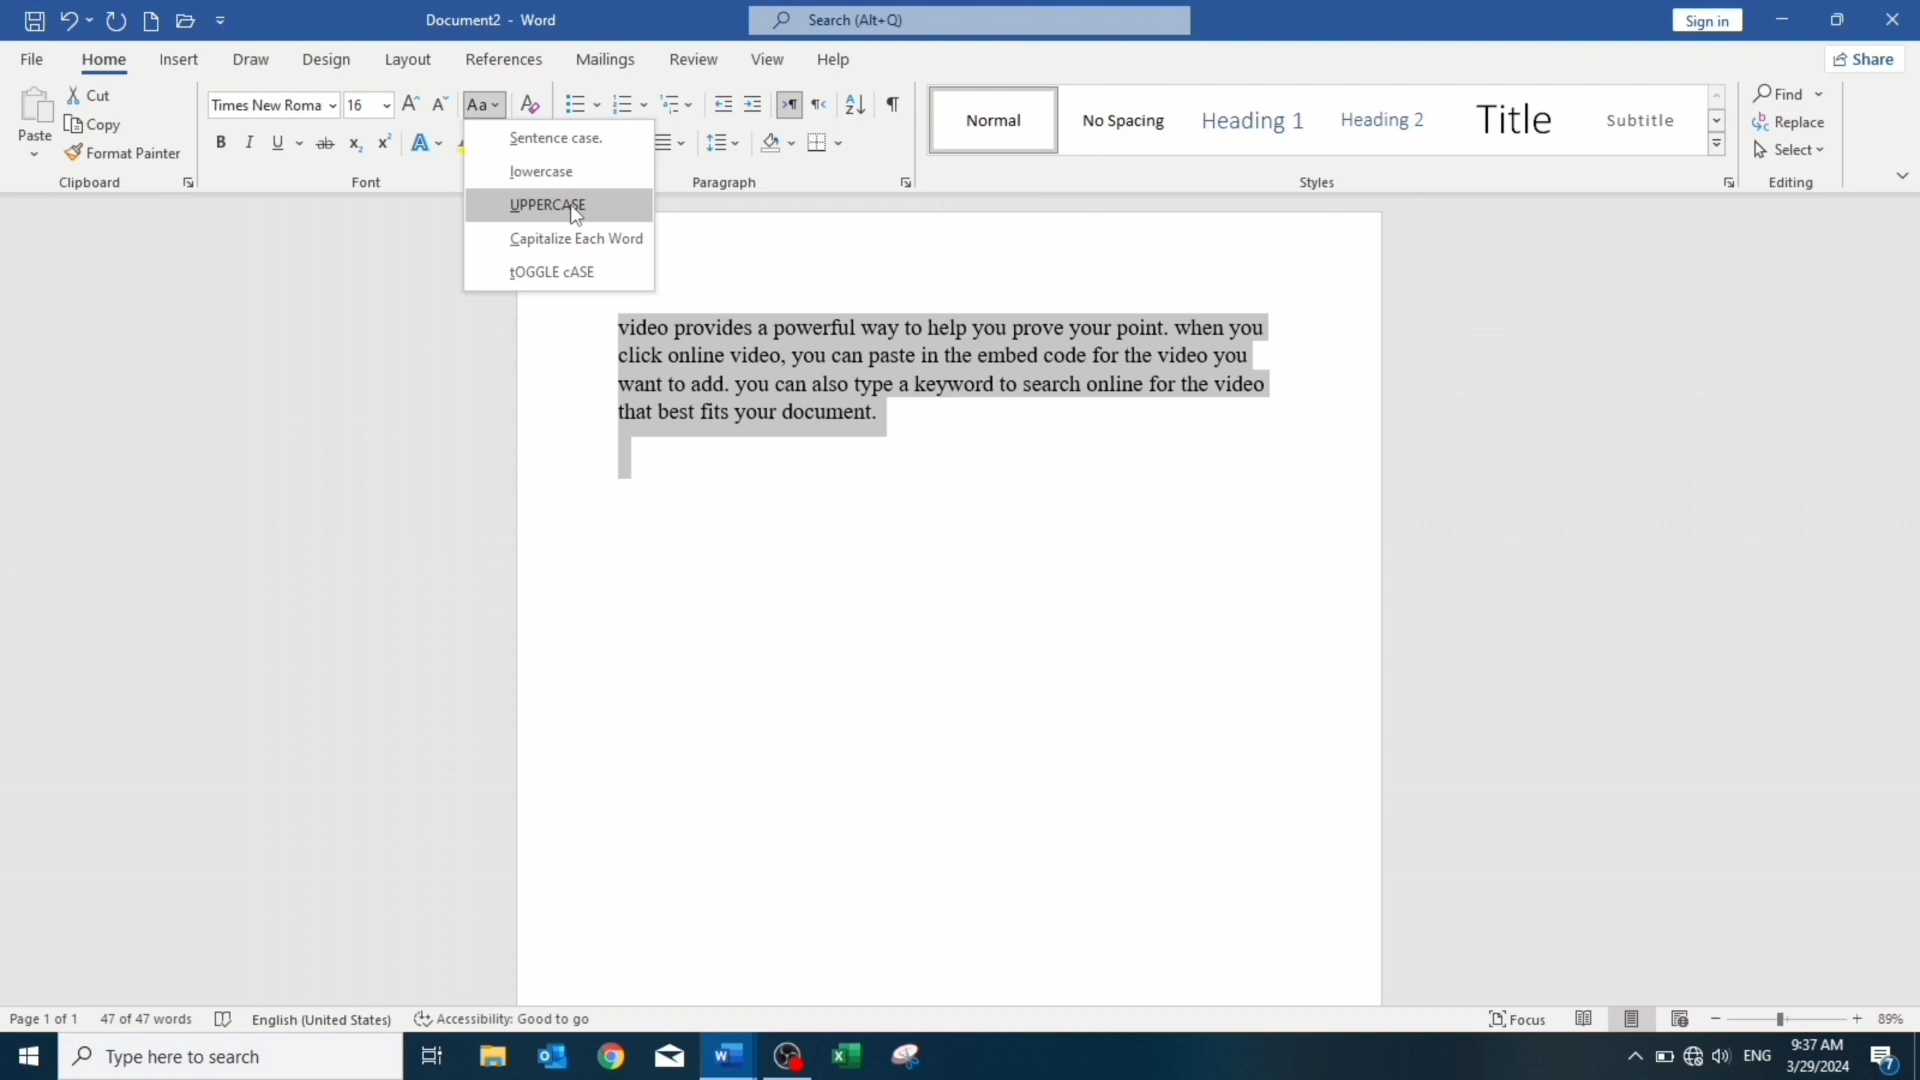 Document2 - Word
Search (Alt+Q)
Sign in
File Home Insert Draw Design Layout References Mailings Review View Help
Share
Paste
Cut
Copy
Format Painter
Clipboard
Times New Roma 16
Aa
Font
Paragraph
Normal
No Spacing
Heading 1
Heading 2
Title
Subtitle
Styles
Find
Replace
Select
Editing
Sentence case.
lowercase
UPPERCASE
Capitalize Each Word
tOGGLE cASE
video provides a powerful way to help you prove your point. when you
click online video, you can paste in the embed code for the video you
want to add. you can also type a keyword to search online for the video
that best fits your document.
Page 1 of 1 47 of 47 words English (United States) Accessibility: Good to go
Focus
89%
Type here to search
ENG
9:37 AM
3/29/2024
7